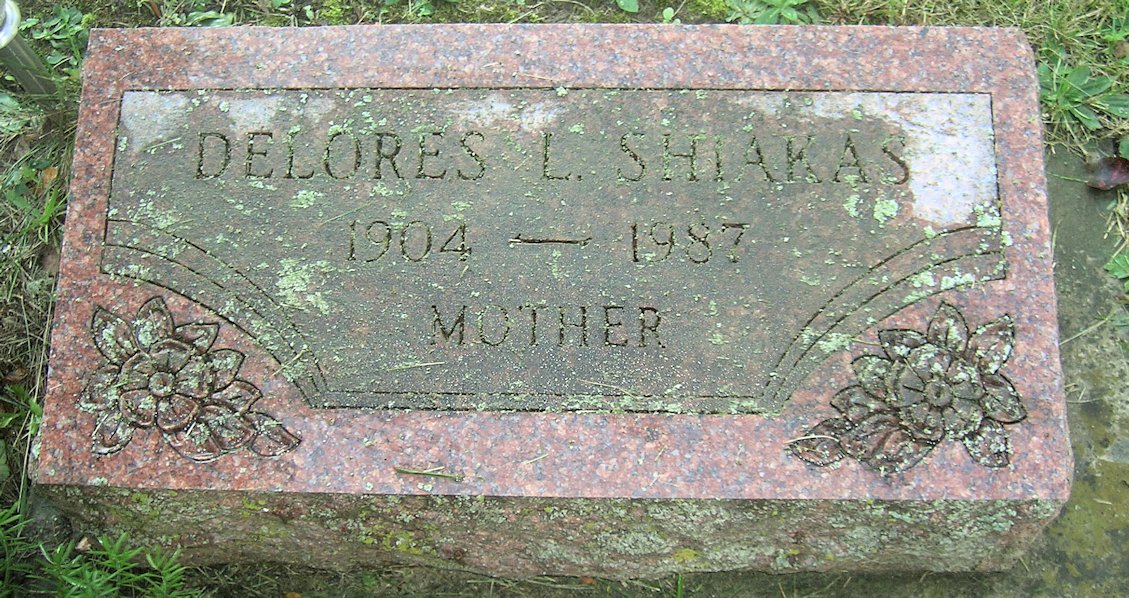 DELORES L. SHIAKAS
1904 — 1987
MOTHER